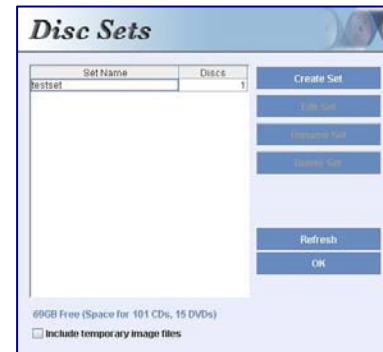 Disc Sets
Set Name Discs
testset 1
Create Set
Edit Set
Rename Set
Delete Set
Refresh
OK
69GB Free (Space for 101 CDs, 15 DVDs)
Include temporary image files